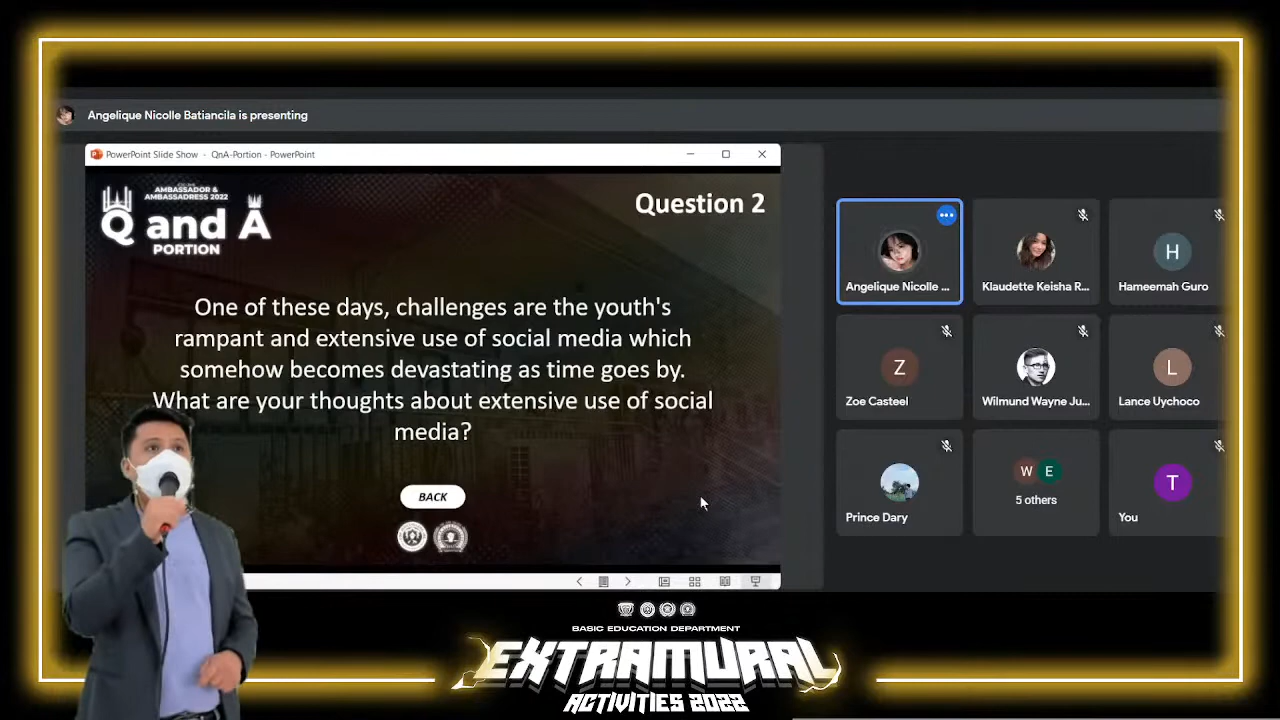 Angelique Nicolle Batiancila is presenting
PowerPoint Slide Show - QnA-Portion - PowerPoint
AMBASSADOR &
AMBASSADRESS 2022
Q and A
PORTION
Question 2
One of these days, challenges are the youth's
rampant and extensive use of social media which
somehow becomes devastating as time goes by.
What are your thoughts about extensive use of social
media?
BACK
Angelique Nicolle ...
Klaudette Keisha R...
H
Hameemah Guro
Z
Zoe Casteel
Wilmund Wayne Ju...
L
Lance Uychoco
Prince Dary
W E
5 others
T
You
BASIC EDUCATION DEPARTMENT
EXTRAMURAL
ACTIVITIES 2022